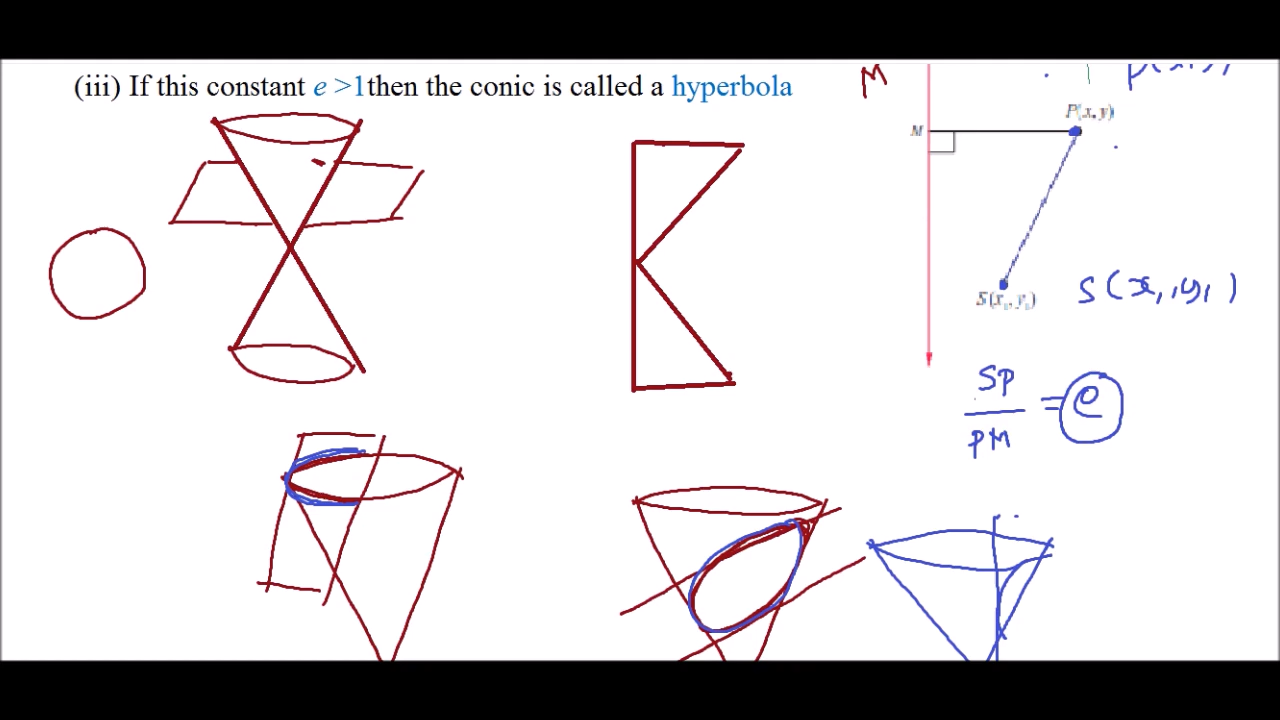 (iii) If this constant e >1then the conic is called a hyperbola
M
P(x, y)
M
S(x₁, y₁)
S(x₁, y₁)
SP
PM
= e